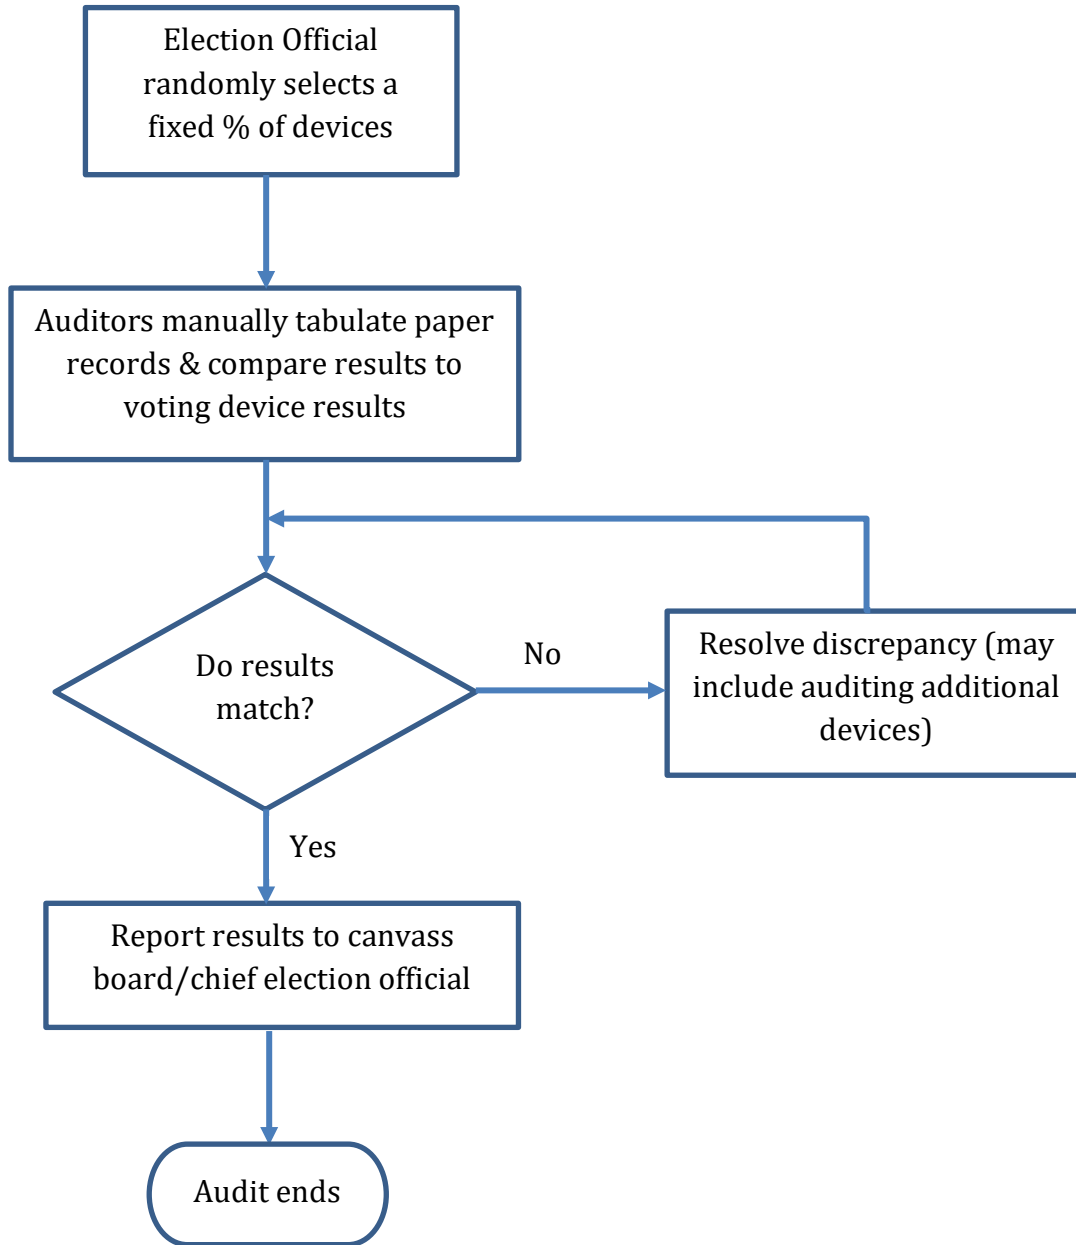 Election Official
randomly selects a
fixed % of devices
Auditors manually tabulate paper
records & compare results to
voting device results
Do results
match?
No
Resolve discrepancy (may
include auditing additional
devices)
Yes
Report results to canvass
board/chief election official
Audit ends